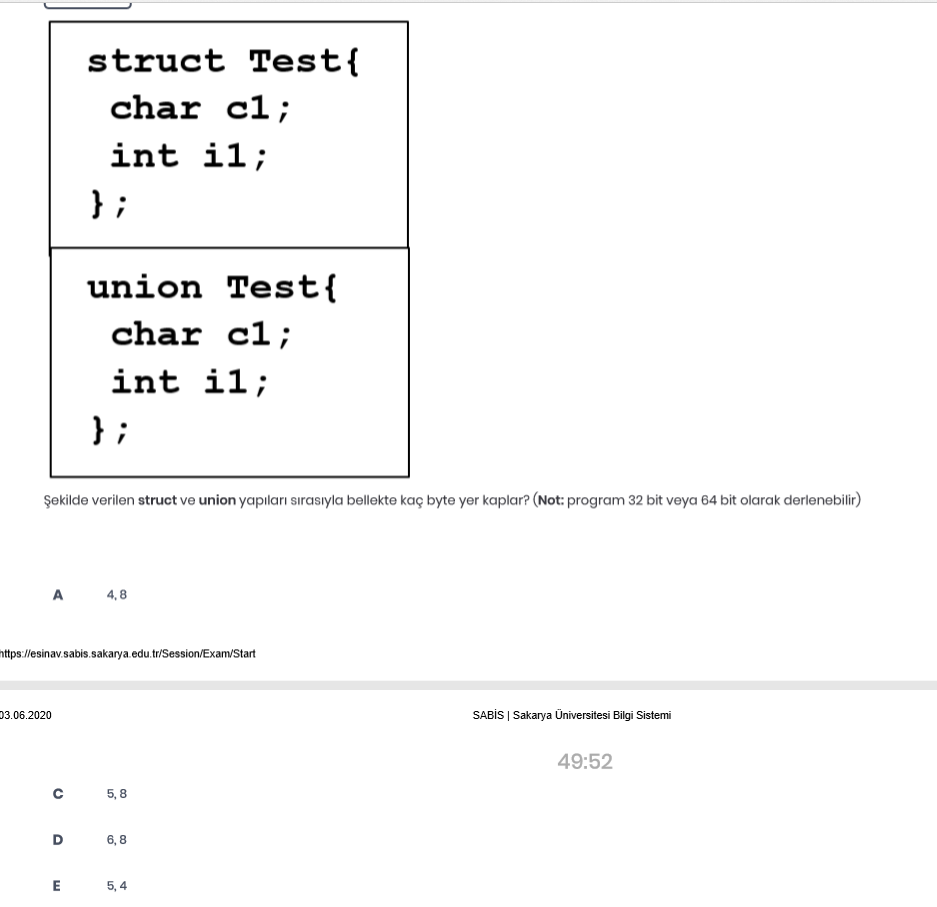 struct Test{
char c1;
int i1;
};
union Test{
char c1;
int i1;
};
Şekilde verilen struct ve union yapıları sırasıyla bellekte kaç byte yer kaplar? (Not: program 32 bit veya 64 bit olarak derlenebilir)
A 4, 8
https://esinav.sabis.sakarya.edu.tr/Session/Exam/Start
03.06.2020 SABİS | Sakarya Üniversitesi Bilgi Sistemi
49:52
C 5, 8
D 6, 8
E 5, 4